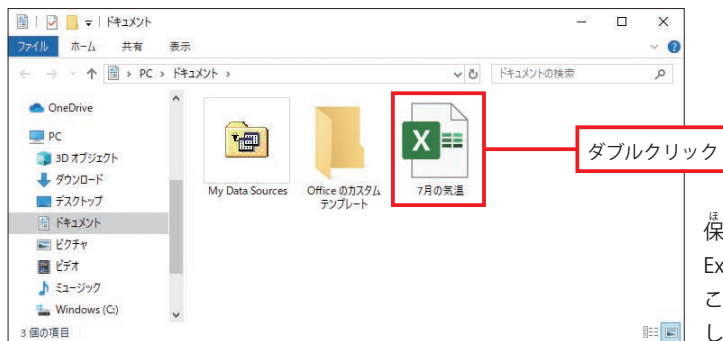 ドキュメント
ファイル ホーム 共有 表示
PC › ドキュメント ›
ドキュメントの検索
OneDrive
PC
3D オブジェクト
ダウンロード
デスクトップ
ドキュメント
ピクチャ
ビデオ
ミュージック
Windows (C:)
My Data Sources
Office のカスタム
テンプレート
7月の気温
ダブルクリック
3 個の項目
ほ
保
Ex
こ
し